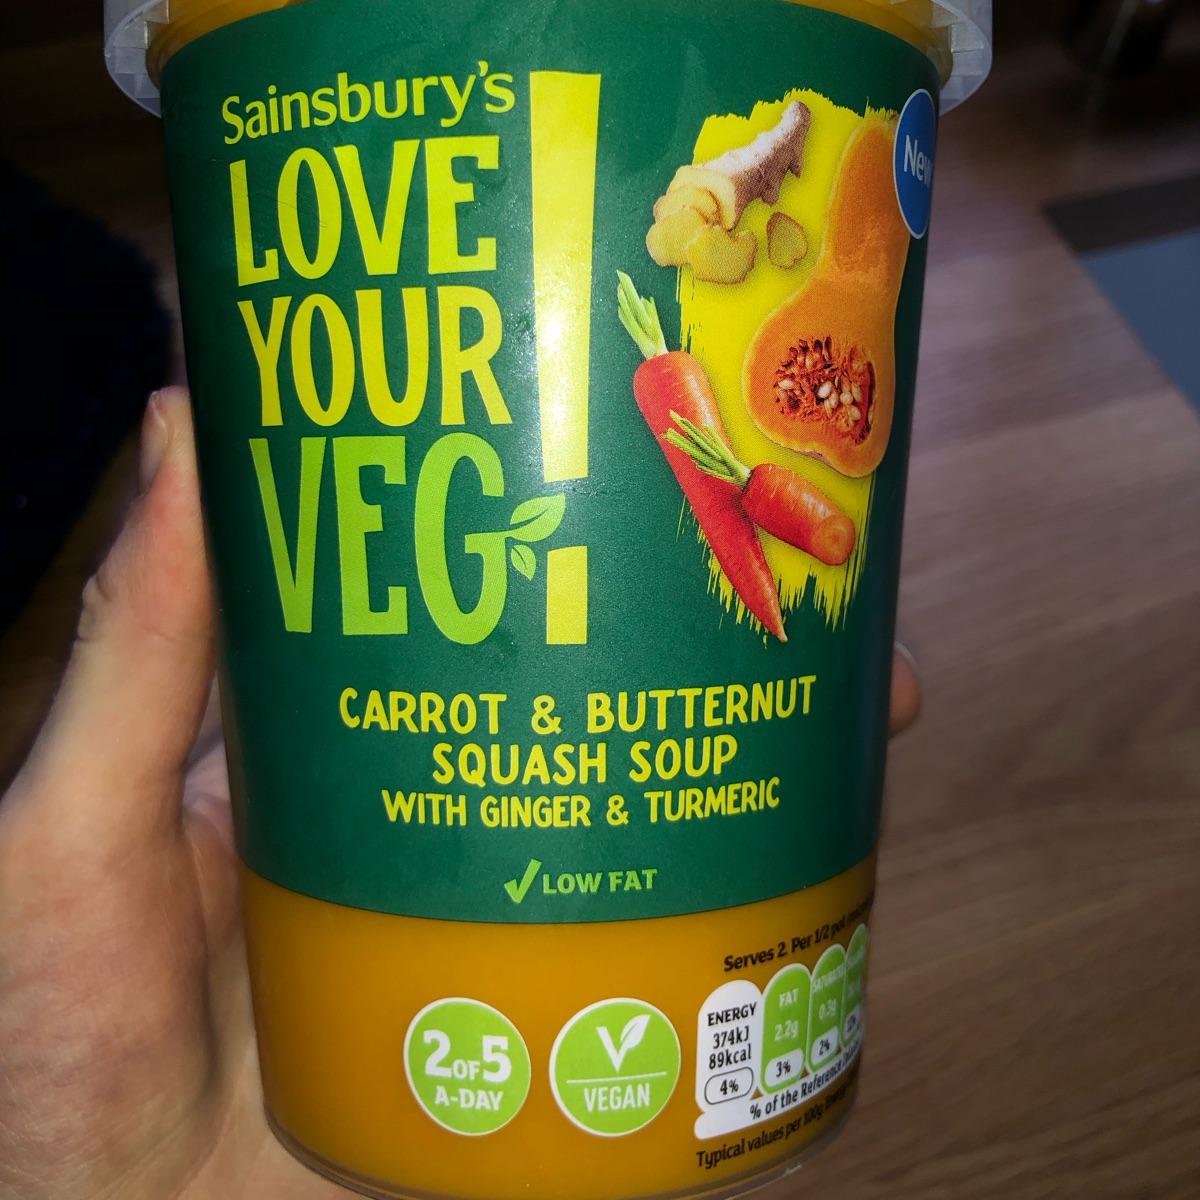 Sainsbury's
LOVE
YOUR
VEG!
New
CARROT & BUTTERNUT
SQUASH SOUP
WITH GINGER & TURMERIC
LOW FAT
2 OF 5
A-DAY
VEGAN
Serves 2. Per 1/2 pot
ENERGY
374kJ
89kcal
4%
FAT
2.2g
3%
SATURATES
0.3g
2%
% of the Reference
Typical values per 100g: